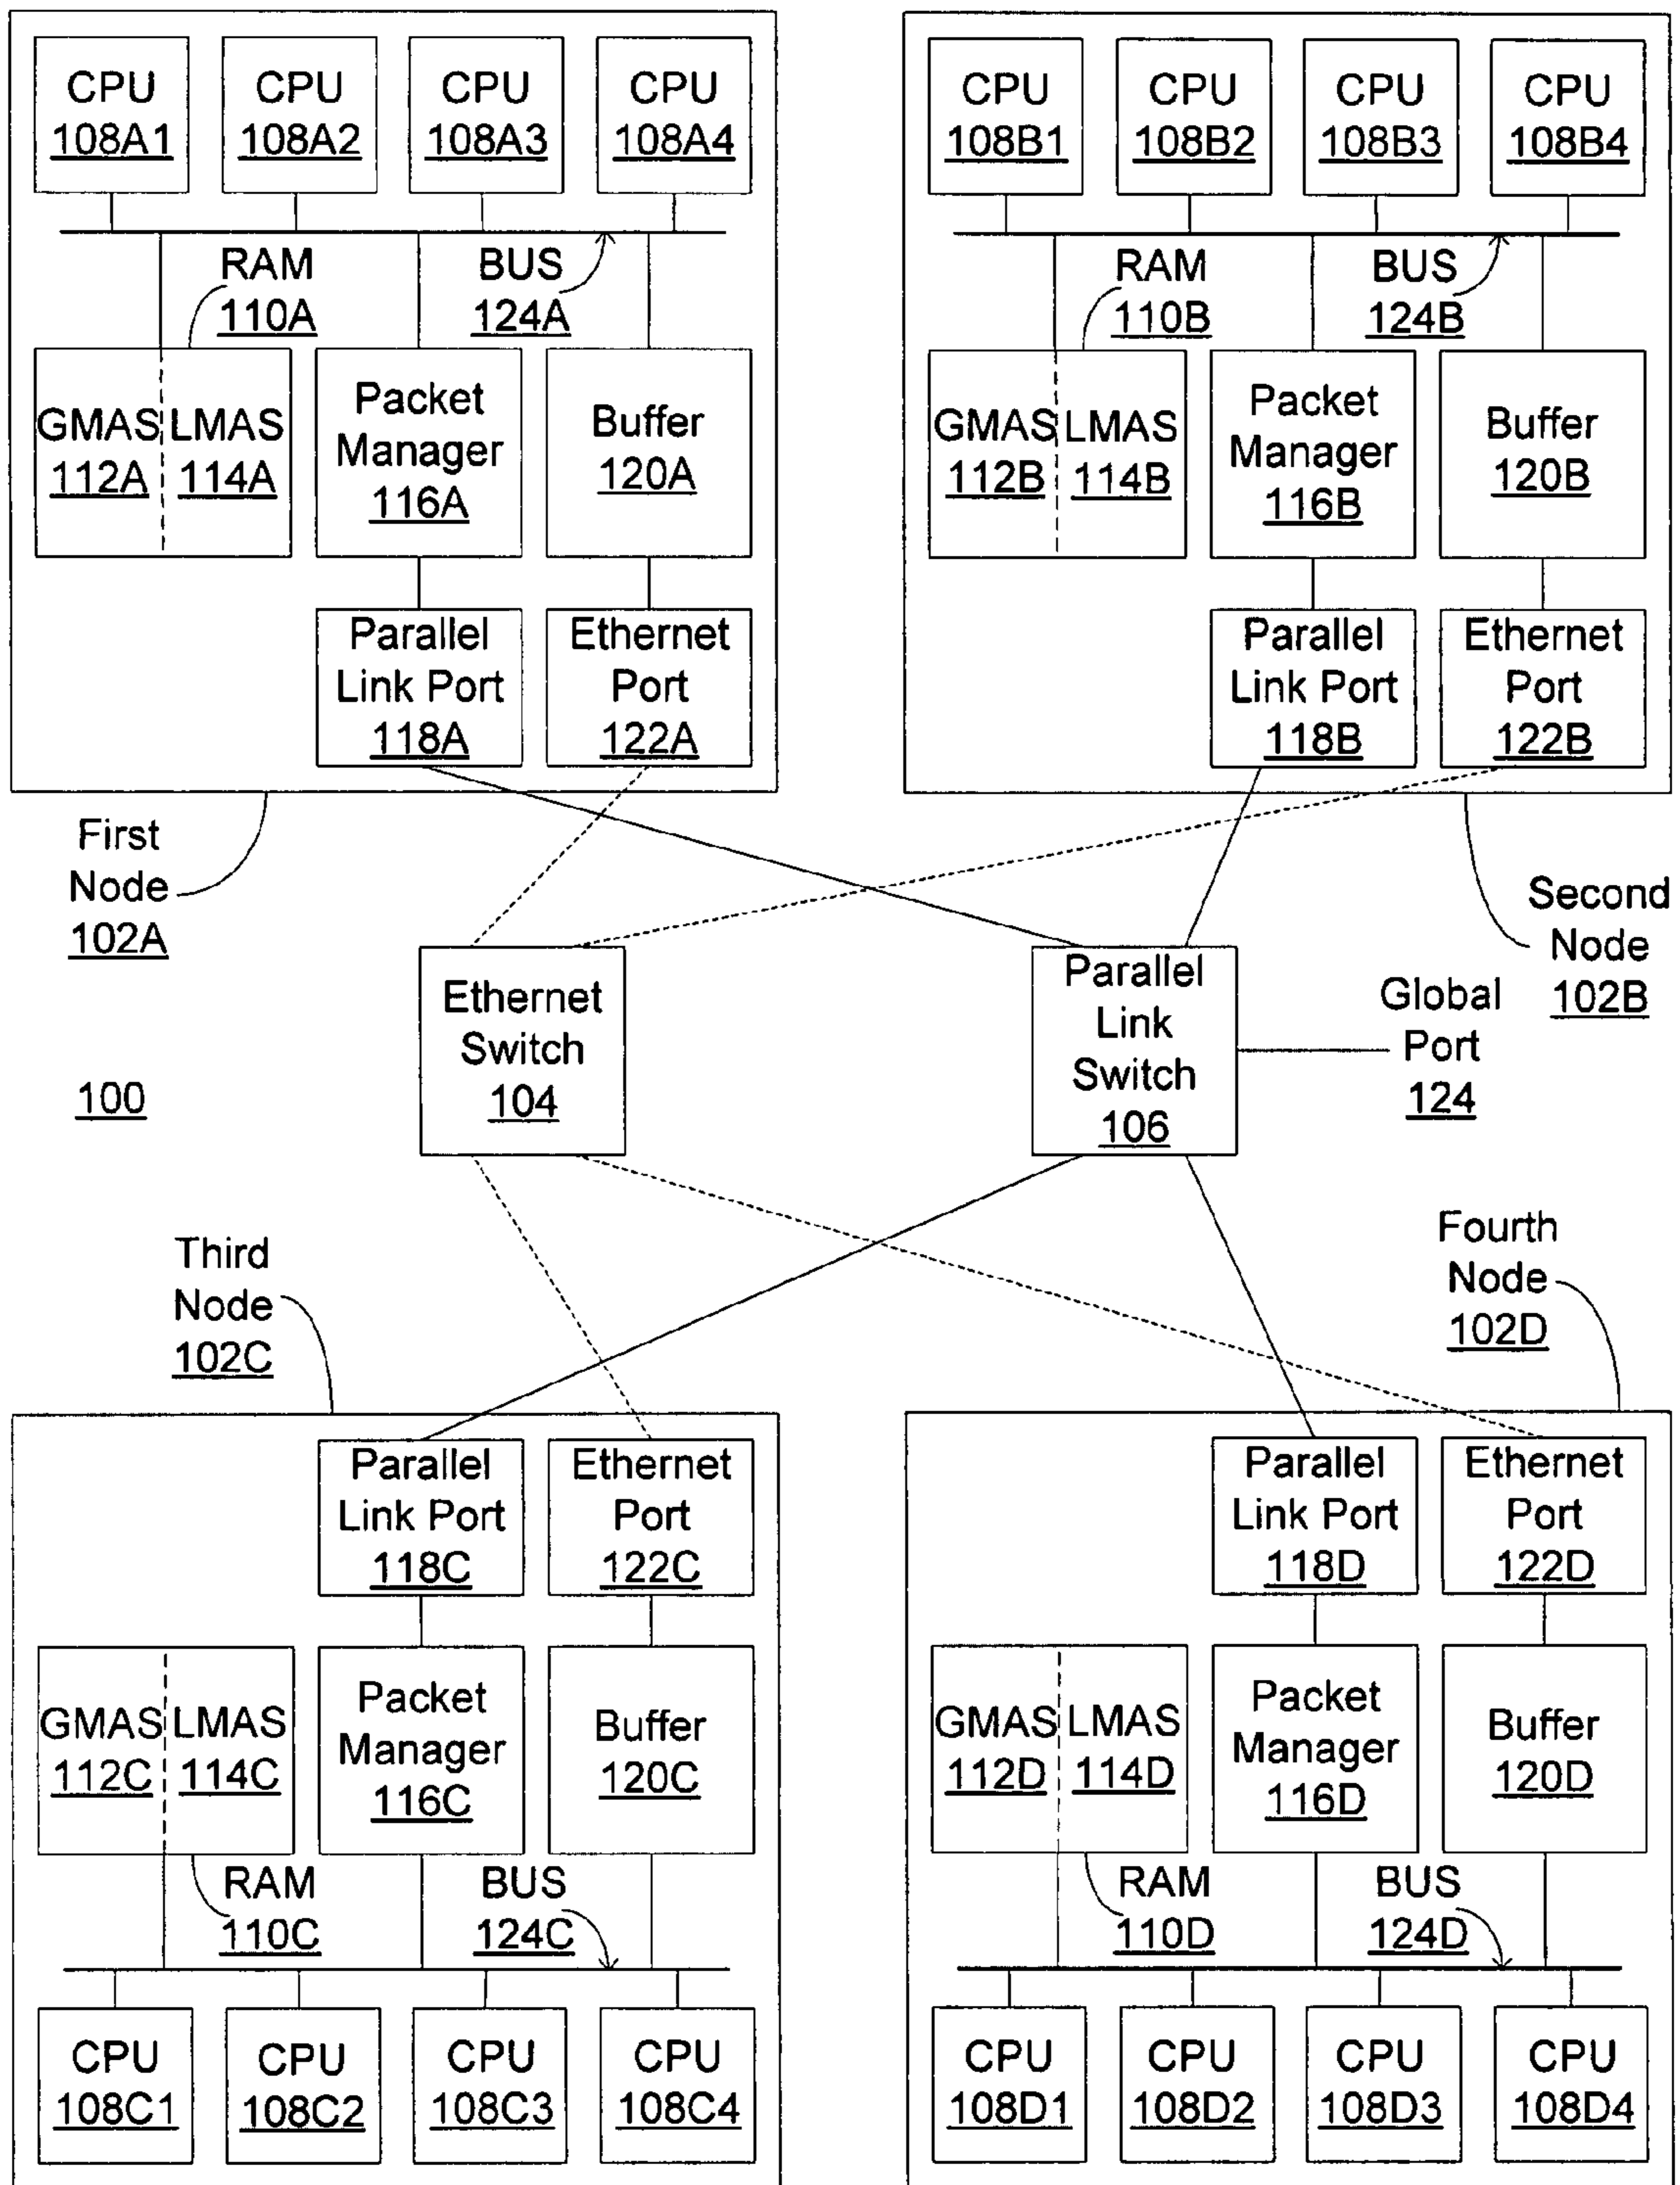 CPU
108A1
CPU
108A2
CPU
108A3
CPU
108A4
RAM
110A
BUS
124A
GMAS
112A
LMAS
114A
Packet
Manager
116A
Buffer
120A
Parallel
Link Port
118A
Ethernet
Port
122A
First
Node
102A
CPU
108B1
CPU
108B2
CPU
108B3
CPU
108B4
RAM
110B
BUS
124B
GMAS
112B
LMAS
114B
Packet
Manager
116B
Buffer
120B
Parallel
Link Port
118B
Ethernet
Port
122B
Second
Node
102B
Ethernet
Switch
104
Parallel
Link
Switch
106
Global
Port
124
100
Third
Node
102C
Fourth
Node
102D
Parallel
Link Port
118C
Ethernet
Port
122C
GMAS
112C
LMAS
114C
Packet
Manager
116C
Buffer
120C
RAM
110C
BUS
124C
CPU
108C1
CPU
108C2
CPU
108C3
CPU
108C4
Parallel
Link Port
118D
Ethernet
Port
122D
GMAS
112D
LMAS
114D
Packet
Manager
116D
Buffer
120D
RAM
110D
BUS
124D
CPU
108D1
CPU
108D2
CPU
108D3
CPU
108D4